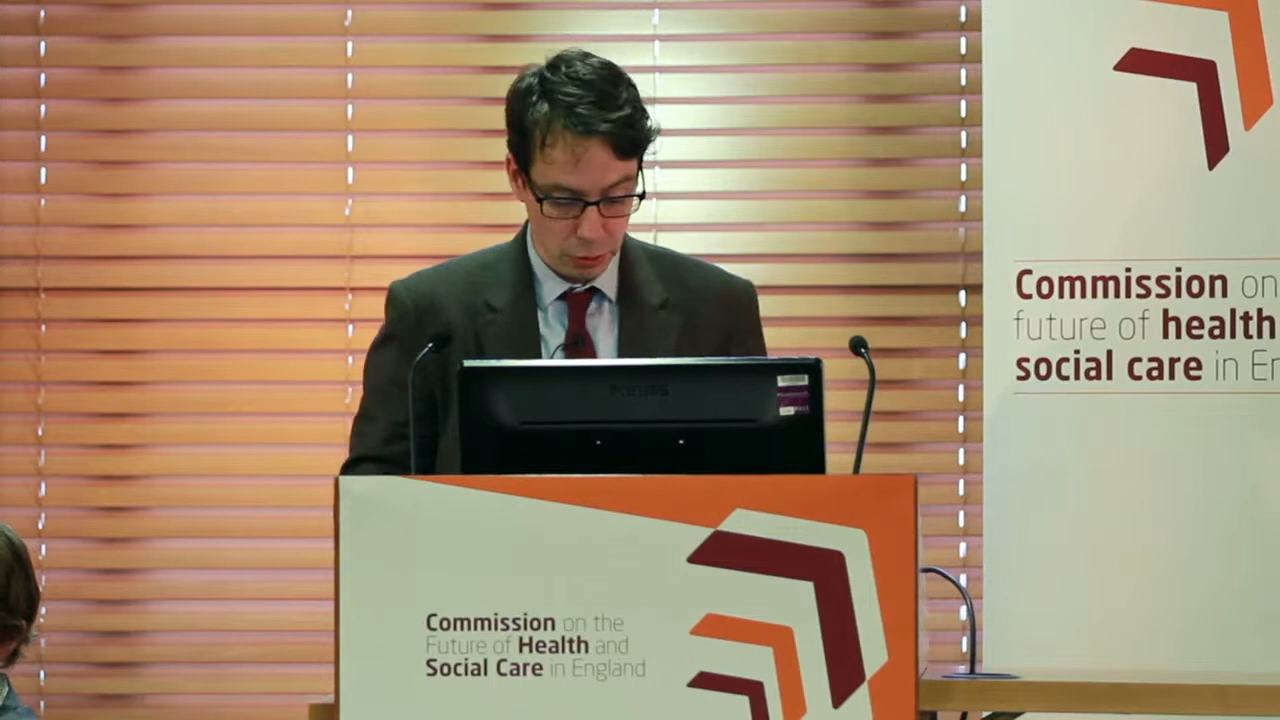 Commission on
future of health
social care in En
PHILIPS
Commission on the
Future of Health and
Social Care in England